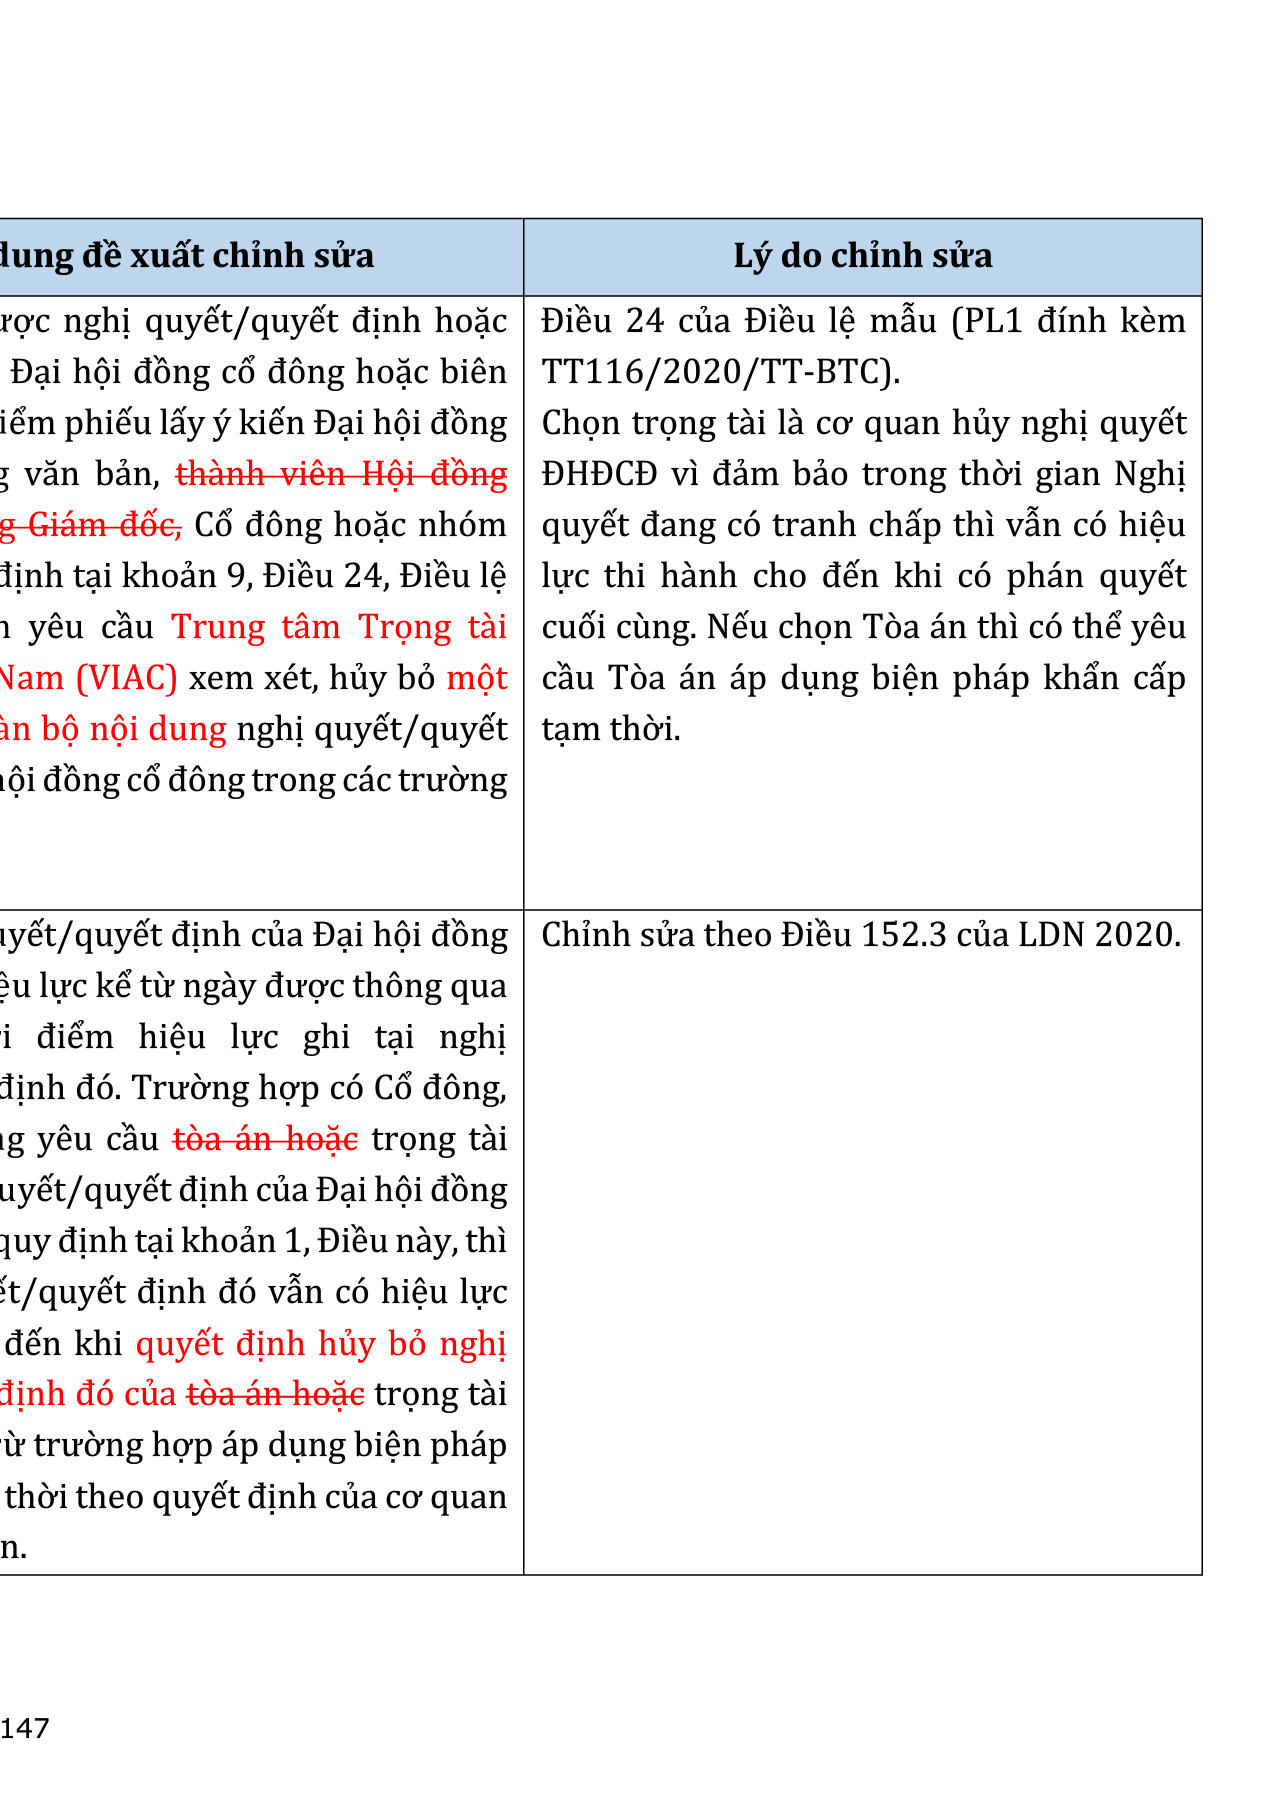 dung đề xuất chỉnh sửa
Lý do chỉnh sửa
nghị quyết/quyết định hoặc
Đại hội đồng cổ đông hoặc biên
phiếu lấy ý kiến Đại hội đồng
văn bản, thành viên Hội đồng
Giám đốc, Cổ đông hoặc nhóm
định tại khoản 9, Điều 24, Điều lệ
yêu cầu Trung tâm Trọng tài
Nam (VIAC) xem xét, hủy bỏ một
bộ nội dung nghị quyết/quyết
hội đồng cổ đông trong các trường
Điều 24 của Điều lệ mẫu (PL1 đính kèm
TT116/2020/TT-BTC).
Chọn trọng tài là cơ quan hủy nghị quyết
ĐHĐCĐ vì đảm bảo trong thời gian Nghị
quyết đang có tranh chấp thì vẫn có hiệu
lực thi hành cho đến khi có phán quyết
cuối cùng. Nếu chọn Tòa án thì có thể yêu
cầu Tòa án áp dụng biện pháp khẩn cấp
tạm thời.
quyết/quyết định của Đại hội đồng
lực kể từ ngày được thông qua
điểm hiệu lực ghi tại nghị
định đó. Trường hợp có Cổ đông,
yêu cầu tòa án hoặc trọng tài
quyết/quyết định của Đại hội đồng
quy định tại khoản 1, Điều này, thì
quyết định đó vẫn có hiệu lực
đến khi quyết định hủy bỏ nghị
định đó của tòa án hoặc trọng tài
trường hợp áp dụng biện pháp
thời theo quyết định của cơ quan
Chỉnh sửa theo Điều 152.3 của LDN 2020.
147